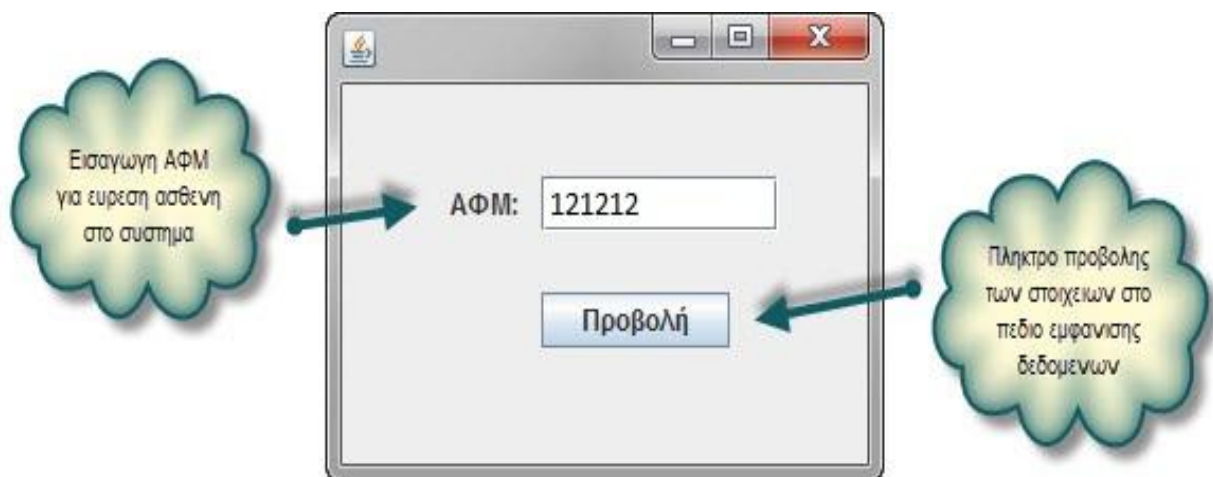 Εισαγωγη ΑΦΜ
για ευρεση ασθενη
στο συστημα
ΑΦΜ: 121212
Προβολή
Πληκτρο προβολης
των στοιχειων στο
πεδιο εμφανισης
δεδομενων